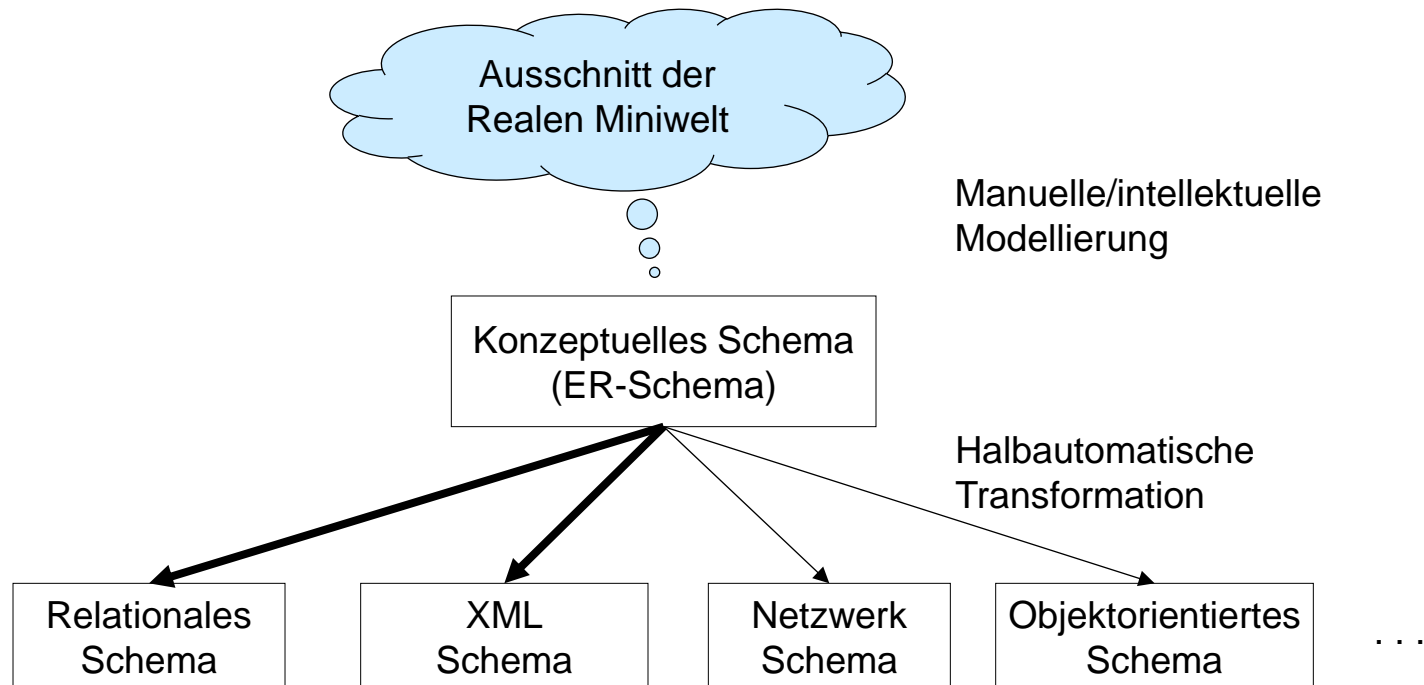 Ausschnitt der
Realen Miniwelt
Manuelle/intellektuelle
Modellierung
Konzeptuelles Schema
(ER-Schema)
Halbautomatische
Transformation
Relationales
Schema
XML
Schema
Netzwerk
Schema
Objektorientiertes
Schema
. . .